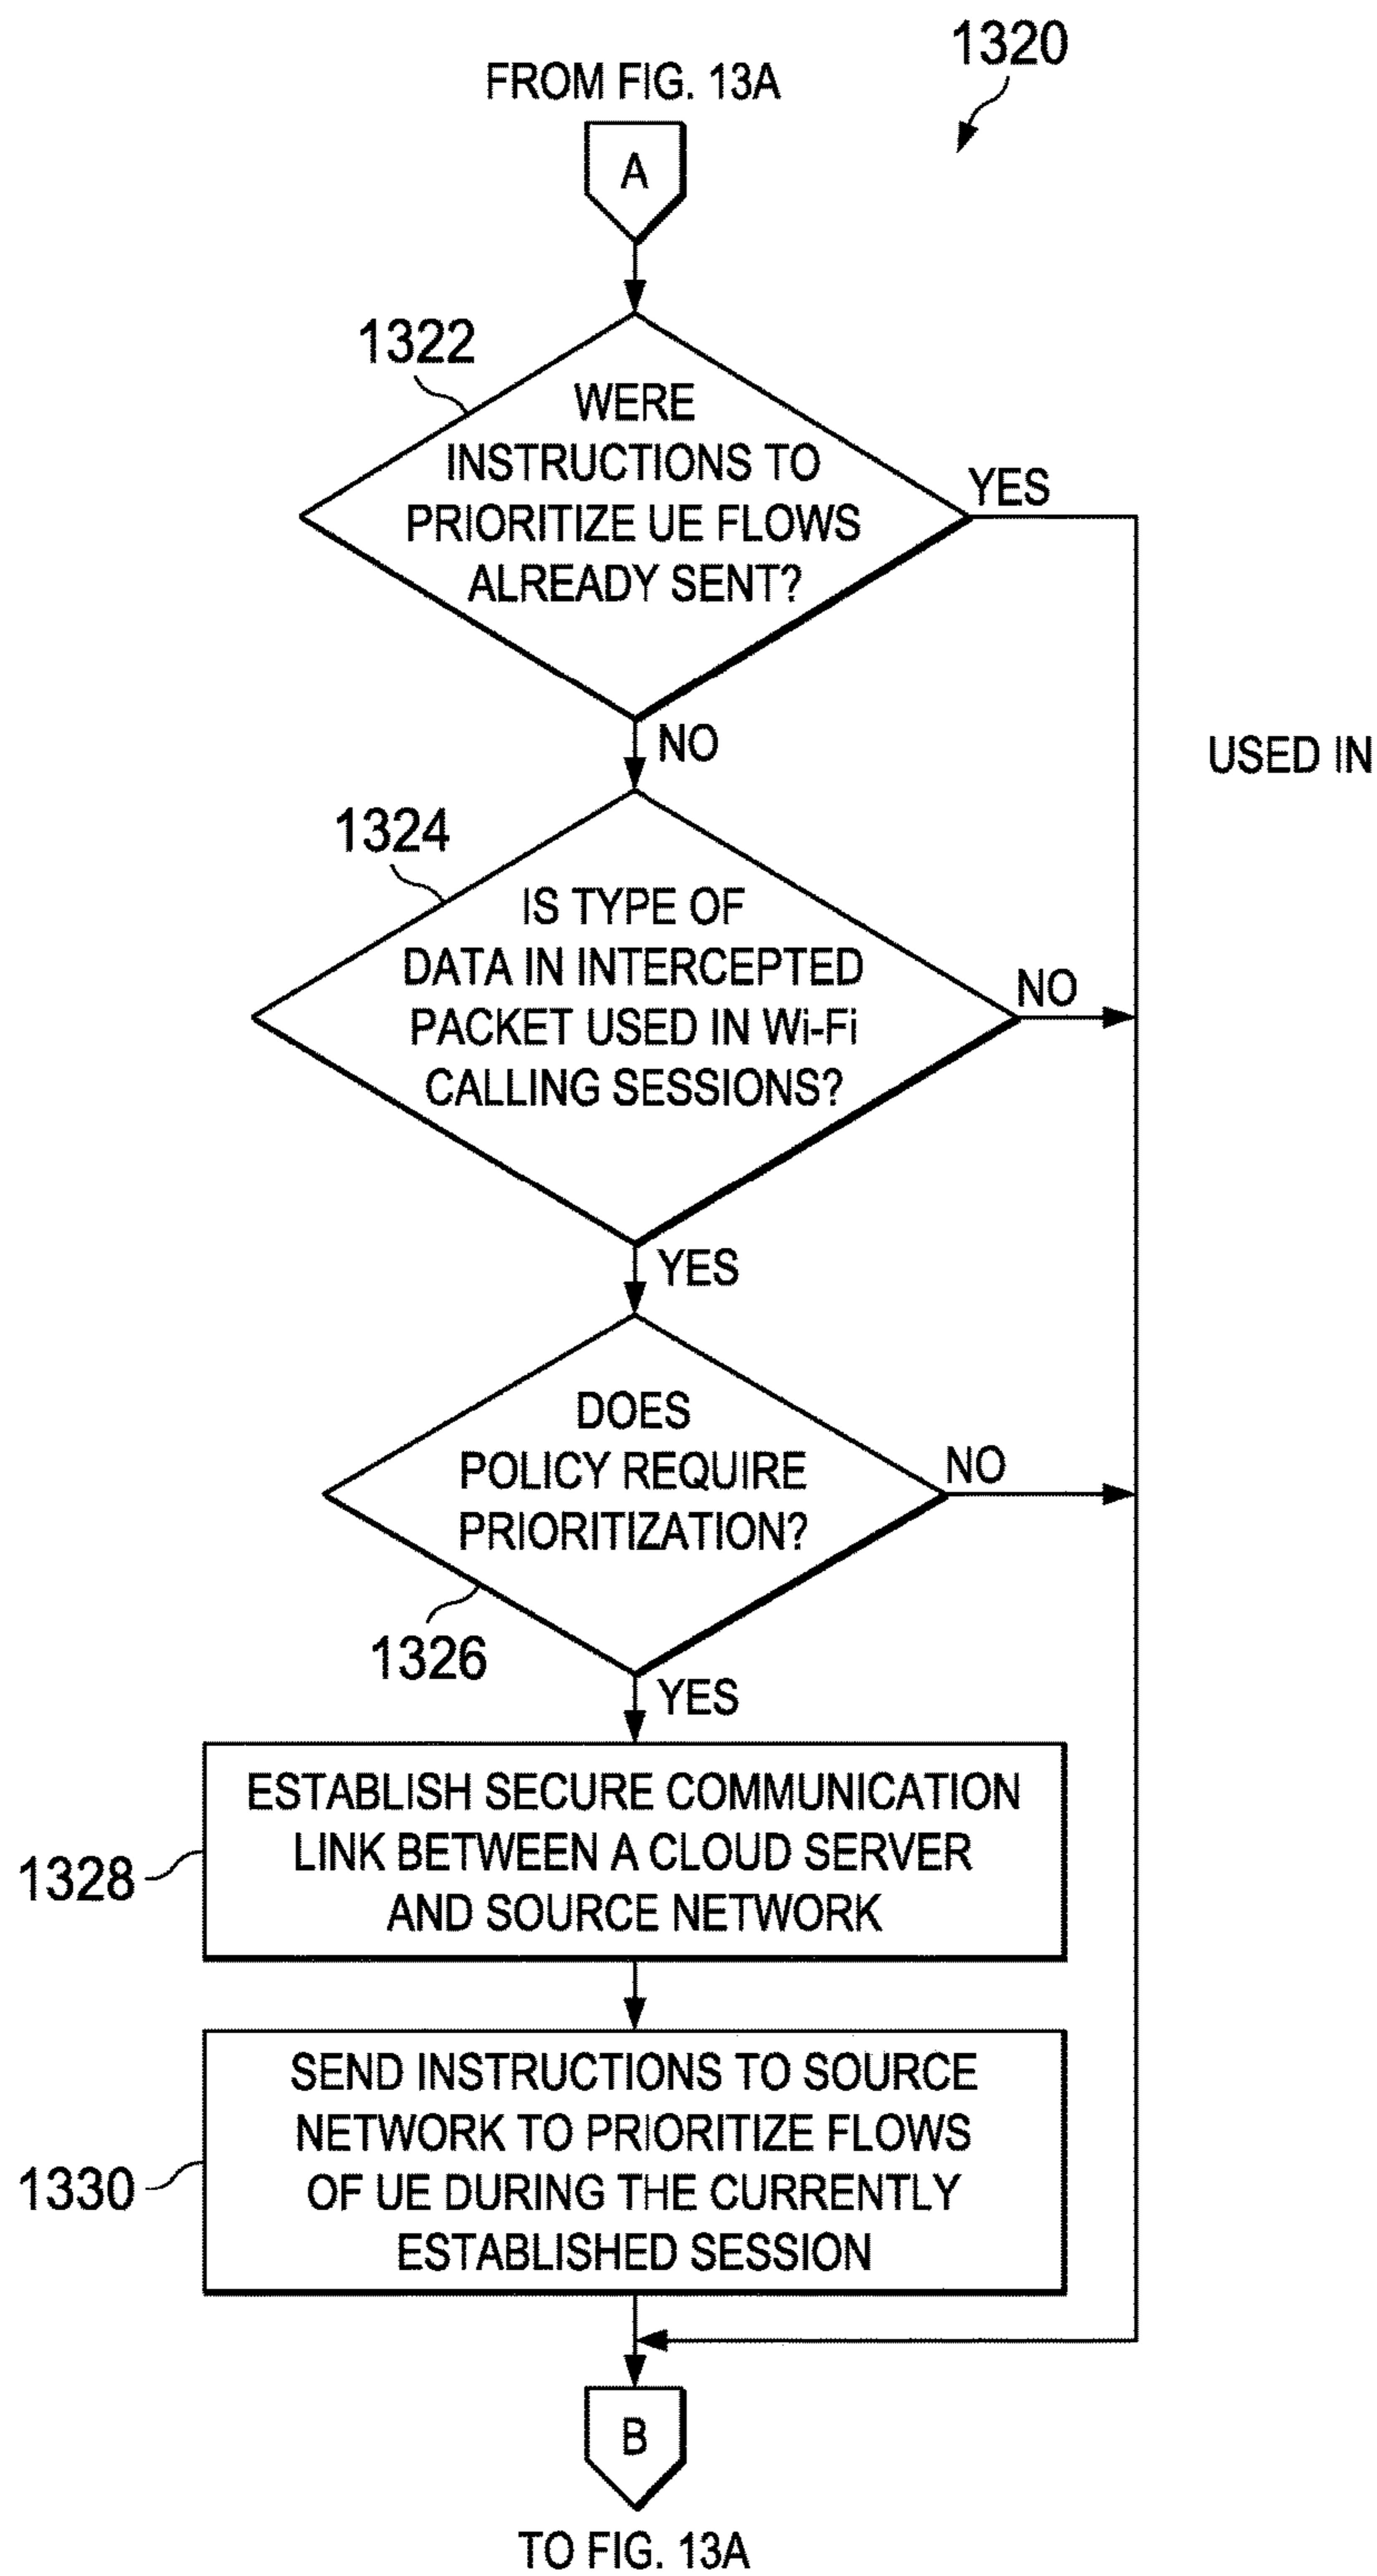 1320
FROM FIG. 13A
A
1322
WERE
INSTRUCTIONS TO
PRIORITIZE UE FLOWS
ALREADY SENT?
YES
NO
USED IN
1324
IS TYPE OF
DATA IN INTERCEPTED
PACKET USED IN Wi-Fi
CALLING SESSIONS?
NO
YES
DOES
POLICY REQUIRE
PRIORITIZATION?
NO
1326
YES
ESTABLISH SECURE COMMUNICATION
LINK BETWEEN A CLOUD SERVER
AND SOURCE NETWORK
1328
SEND INSTRUCTIONS TO SOURCE
NETWORK TO PRIORITIZE FLOWS
OF UE DURING THE CURRENTLY
ESTABLISHED SESSION
1330
B
TO FIG. 13A